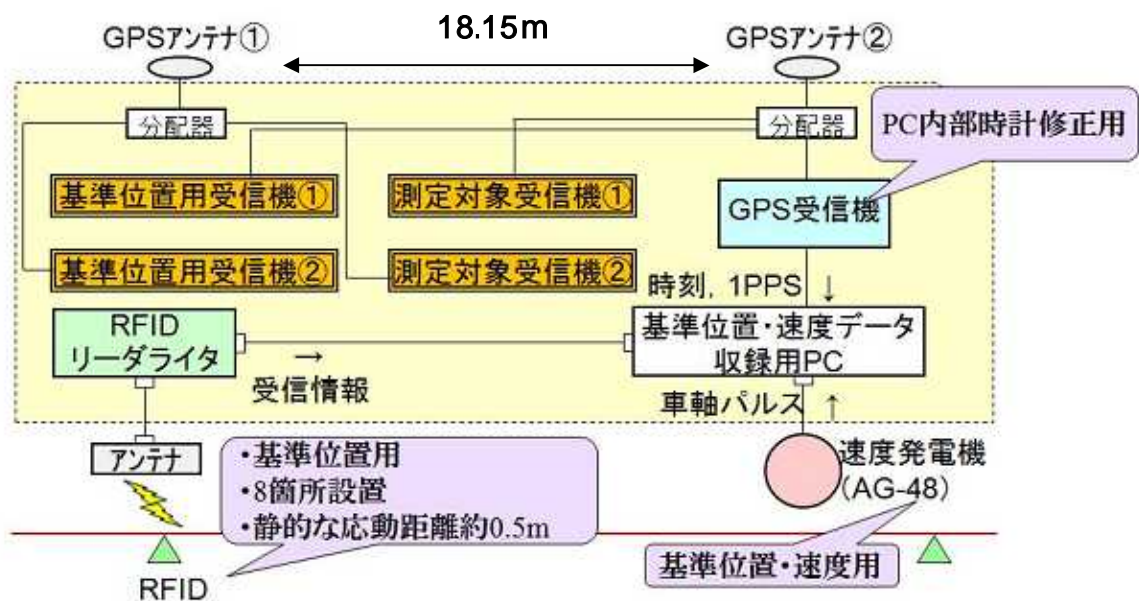 18.15m
GPSアンテナ①
GPSアンテナ②
分配器
分配器
PC内部時計修正用
基準位置用受信機①
測定対象受信機①
GPS受信機
基準位置用受信機②
測定対象受信機②
時刻, 1PPS ↓
RFID
リーダライタ
基準位置・速度データ
収録用PC
→
受信情報
車軸パルス ↑
アンテナ
・基準位置用
・8箇所設置
・静的な応動距離約0.5m
速度発電機
(AG-48)
基準位置・速度用
RFID